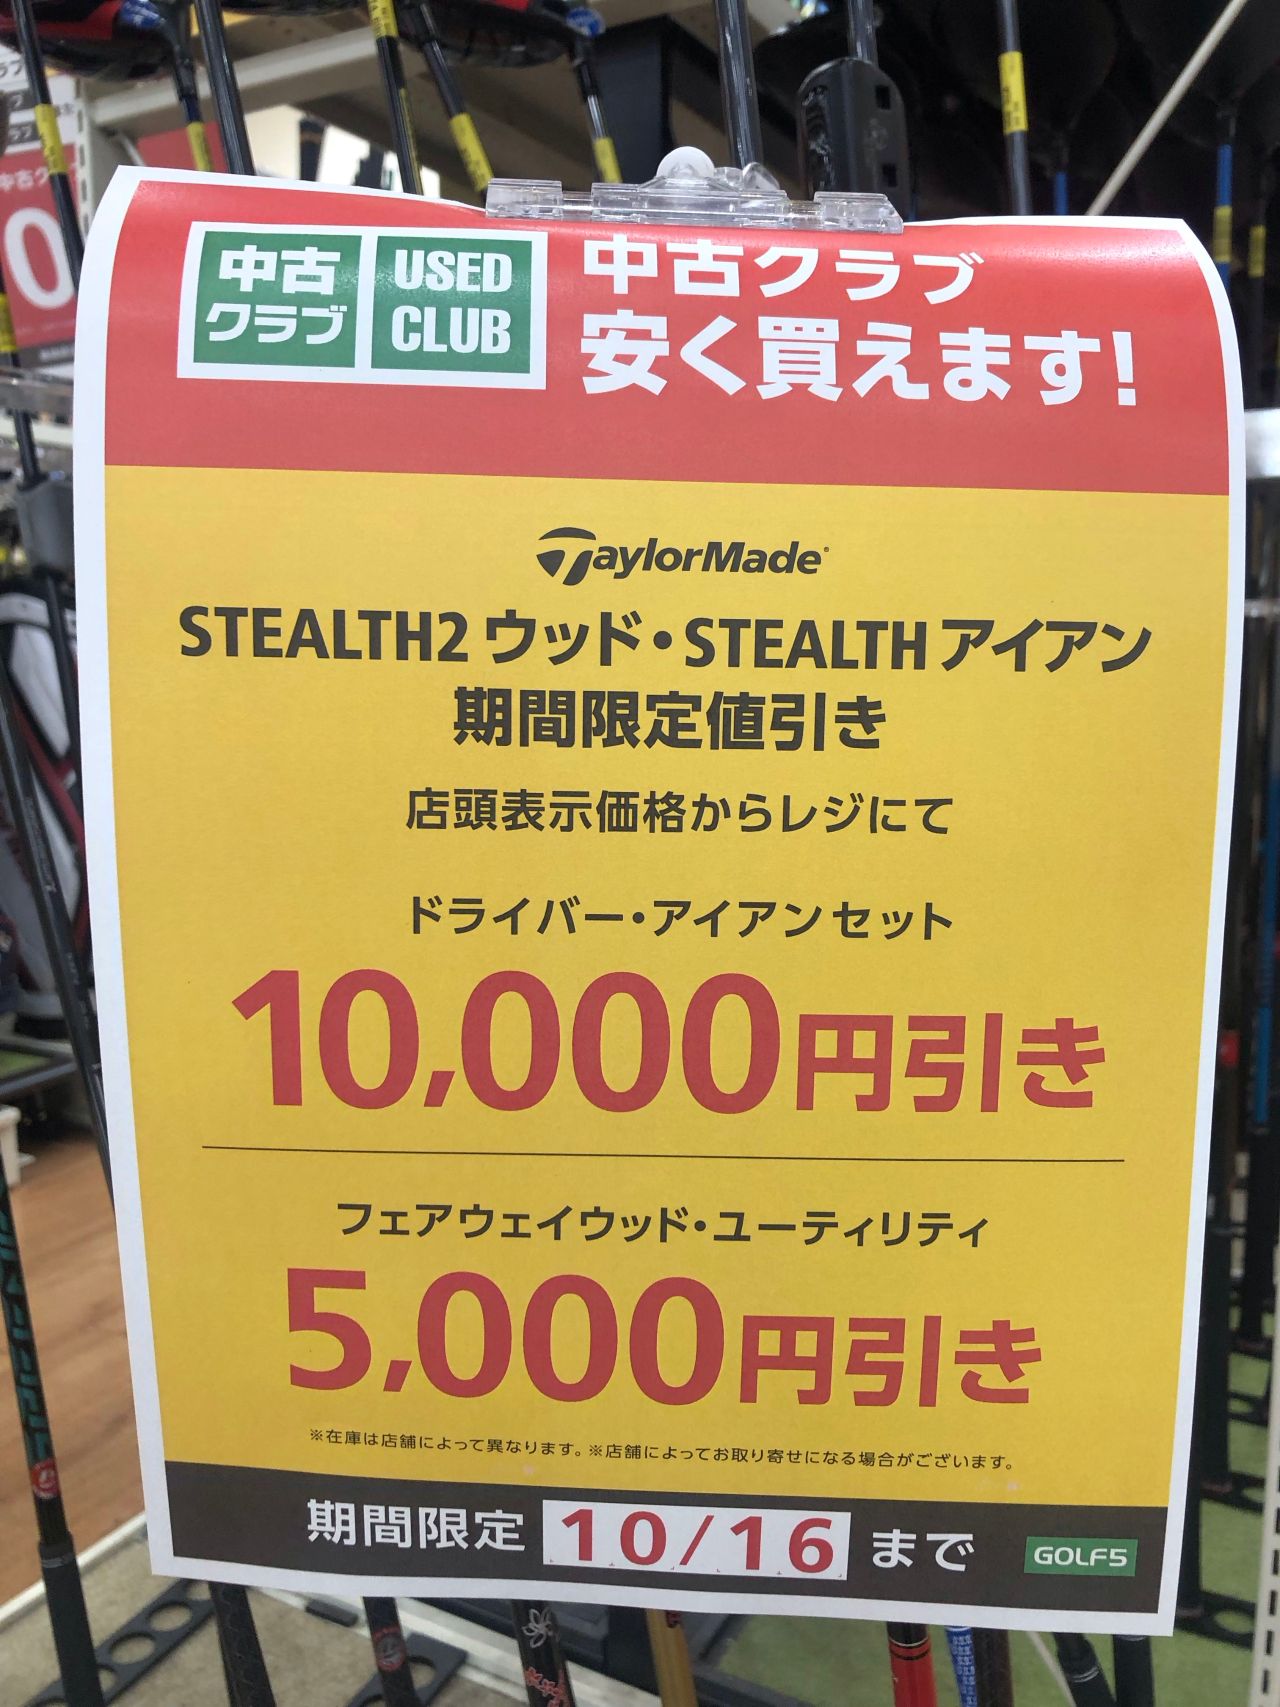 中古
クラブ
USED
CLUB
中古クラブ
安く買えます!
TaylorMade
STEALTH2 ウッド・STEALTHアイアン
期間限定値引き
店頭表示価格からレジにて
ドライバー・アイアンセット
10,000円引き
フェアウェイウッド・ユーティリティ
5,000円引き
※在庫は店舗によって異なります。※店舗によってお取り寄せになる場合がございます。
期間限定 10/16 まで
GOLF5